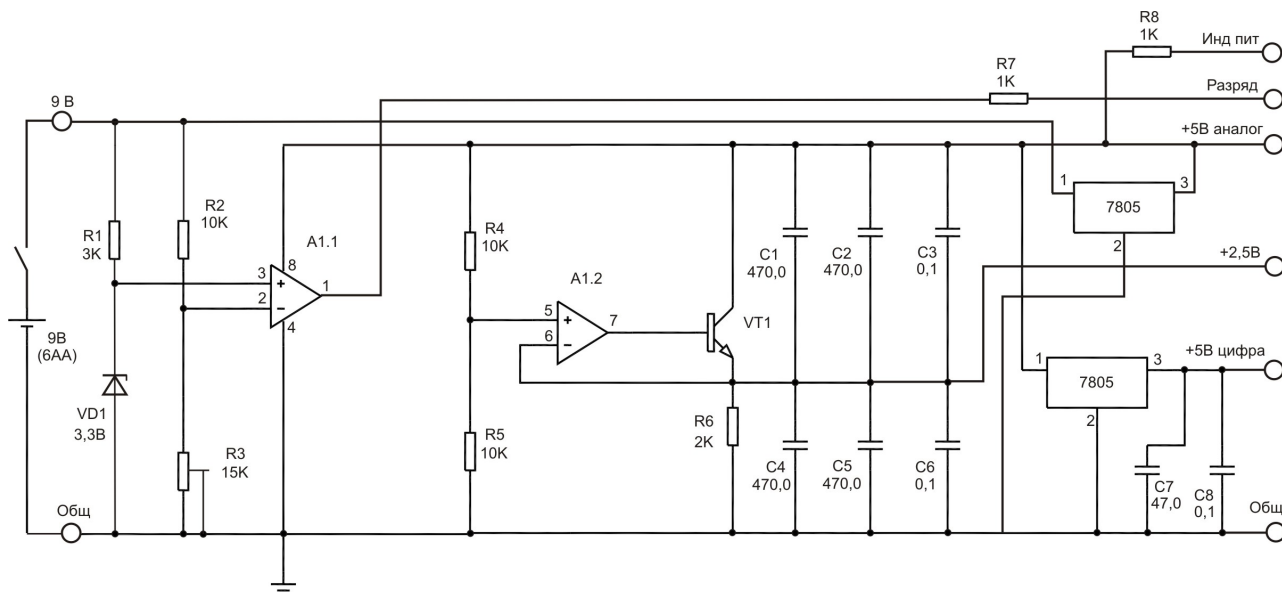 R8
1K
Инд пит
R7
1K
Разряд
9 В
+5В аналог
1
3
7805
2
R2
10K
R1
3K
A1.1
8
3
+
1
2
−
4
R4
10K
C1
470,0
C2
470,0
C3
0,1
+2,5В
A1.2
5
+
7
6
−
VT1
9В
(6AA)
+5В цифра
1
3
7805
2
VD1
3,3В
R6
2K
R3
15K
R5
10K
C4
470,0
C5
470,0
C6
0,1
C7
47,0
C8
0,1
Общ
Общ